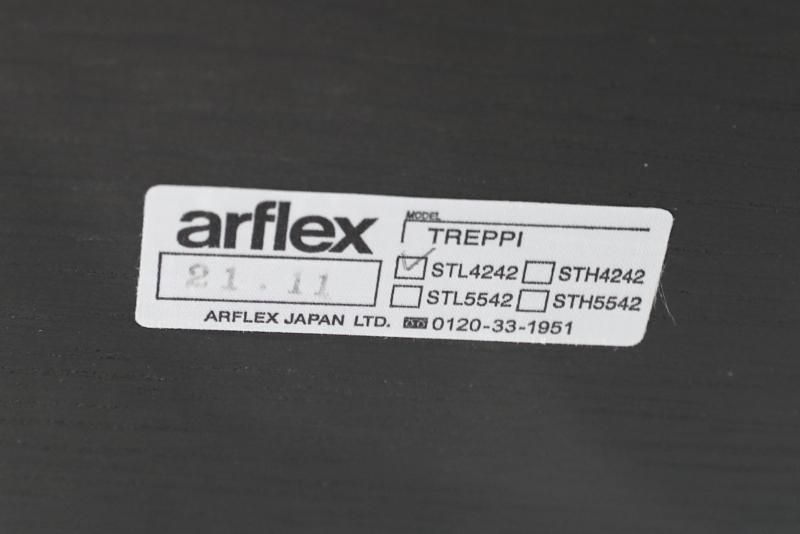 arflex
21.11
MODEL
TREPPI
STL4242 STH4242
STL5542 STH5542
ARFLEX JAPAN LTD. 0120-33-1951